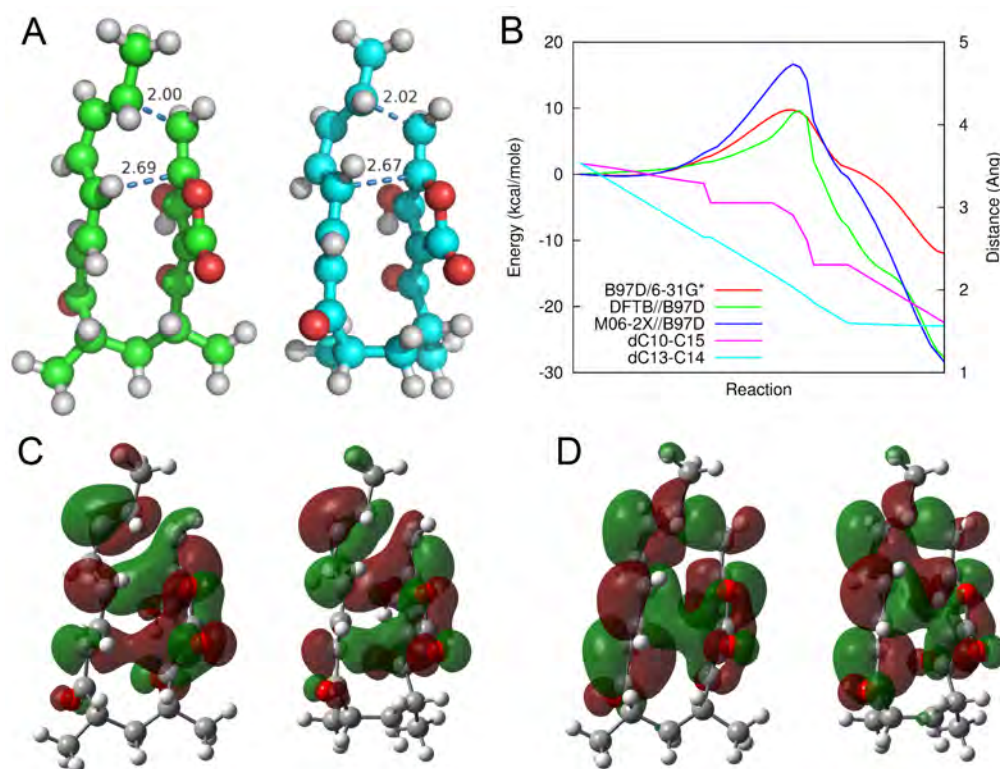 A
2.00
2.69
2.02
2.67
B
20
10
0
-10
-20
-30
Energy (kcal/mole)
5
4
3
2
1
Distance (Ang)
B97D/6-31G*
DFTB//B97D
M06-2X//B97D
dC10-C15
dC13-C14
Reaction
C
D